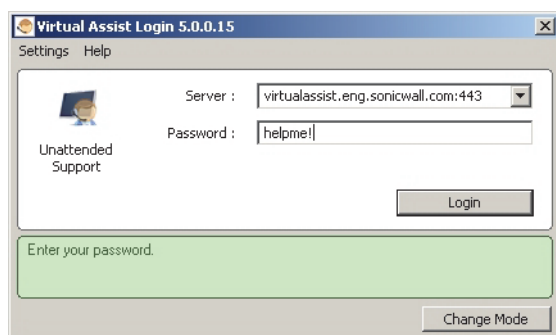 Virtual Assist Login 5.0.0.15
Settings Help
Server : virtualassist.eng.sonicwall.com:443
Password : helpme!
Unattended
Support
Login
Enter your password.
Change Mode